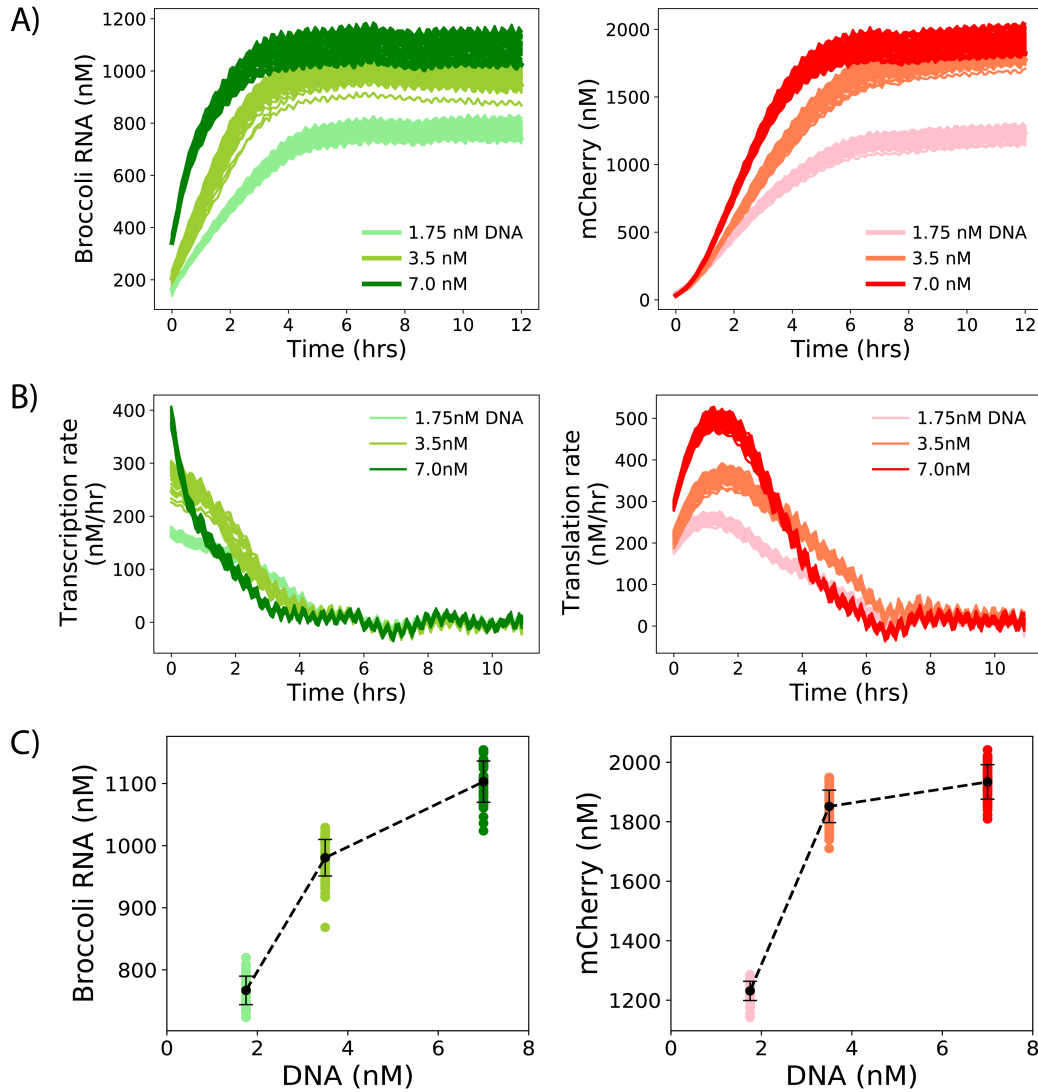 A)
Broccoli RNA (nM)
1200
1000
800
600
400
200
0 2 4 6 8 10 12
Time (hrs)
1.75 nM DNA
3.5 nM
7.0 nM
mCherry (nM)
2000
1500
1000
500
0
0 2 4 6 8 10 12
Time (hrs)
1.75 nM DNA
3.5 nM
7.0 nM
B)
Transcription rate
(nM/hr)
400
300
200
100
0
0 2 4 6 8 10
Time (hrs)
1.75nM DNA
3.5nM
7.0nM
Translation rate
(nM/hr)
500
400
300
200
100
0
0 2 4 6 8 10
Time (hrs)
1.75nM DNA
3.5nM
7.0nM
C)
Broccoli RNA (nM)
1100
1000
900
800
0 2 4 6 8
DNA (nM)
mCherry (nM)
2000
1800
1600
1400
1200
0 2 4 6 8
DNA (nM)